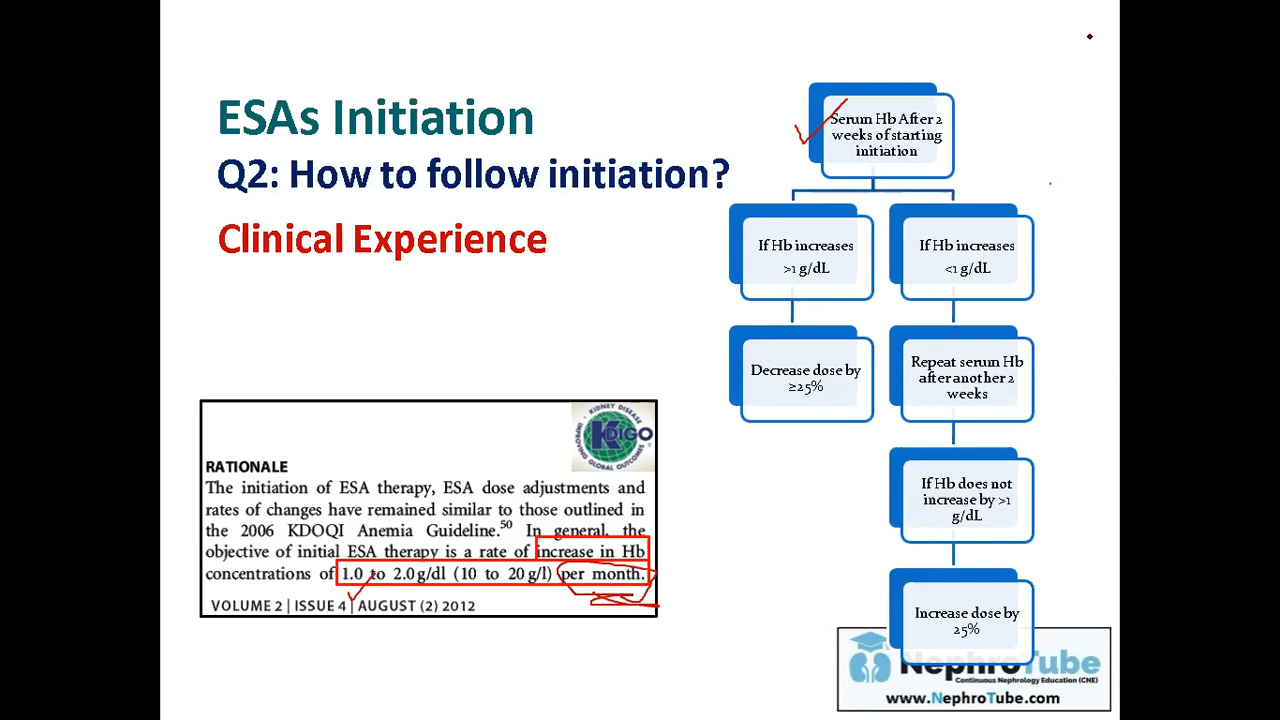 ESAs Initiation
Q2: How to follow initiation?
Clinical Experience
Serum Hb After 2
weeks of starting
initiation
If Hb increases
>1 g/dL
If Hb increases
<1 g/dL
Decrease dose by
≥25%
Repeat serum Hb
after another 2
weeks
If Hb does not
increase by >1
g/dL
Increase dose by
25%
KIDNEY DISEASE
KDIGO
IMPROVING GLOBAL OUTCOMES
RATIONALE
The initiation of ESA therapy, ESA dose adjustments and
rates of changes have remained similar to those outlined in
the 2006 KDOQI Anemia Guideline.50 In general, the
objective of initial ESA therapy is a rate of increase in Hb
concentrations of 1.0 to 2.0 g/dl (10 to 20 g/l) per month.
VOLUME 2 | ISSUE 4 | AUGUST (2) 2012
NephroTube
Continuous Nephrology Education (CNE)
www.NephroTube.com